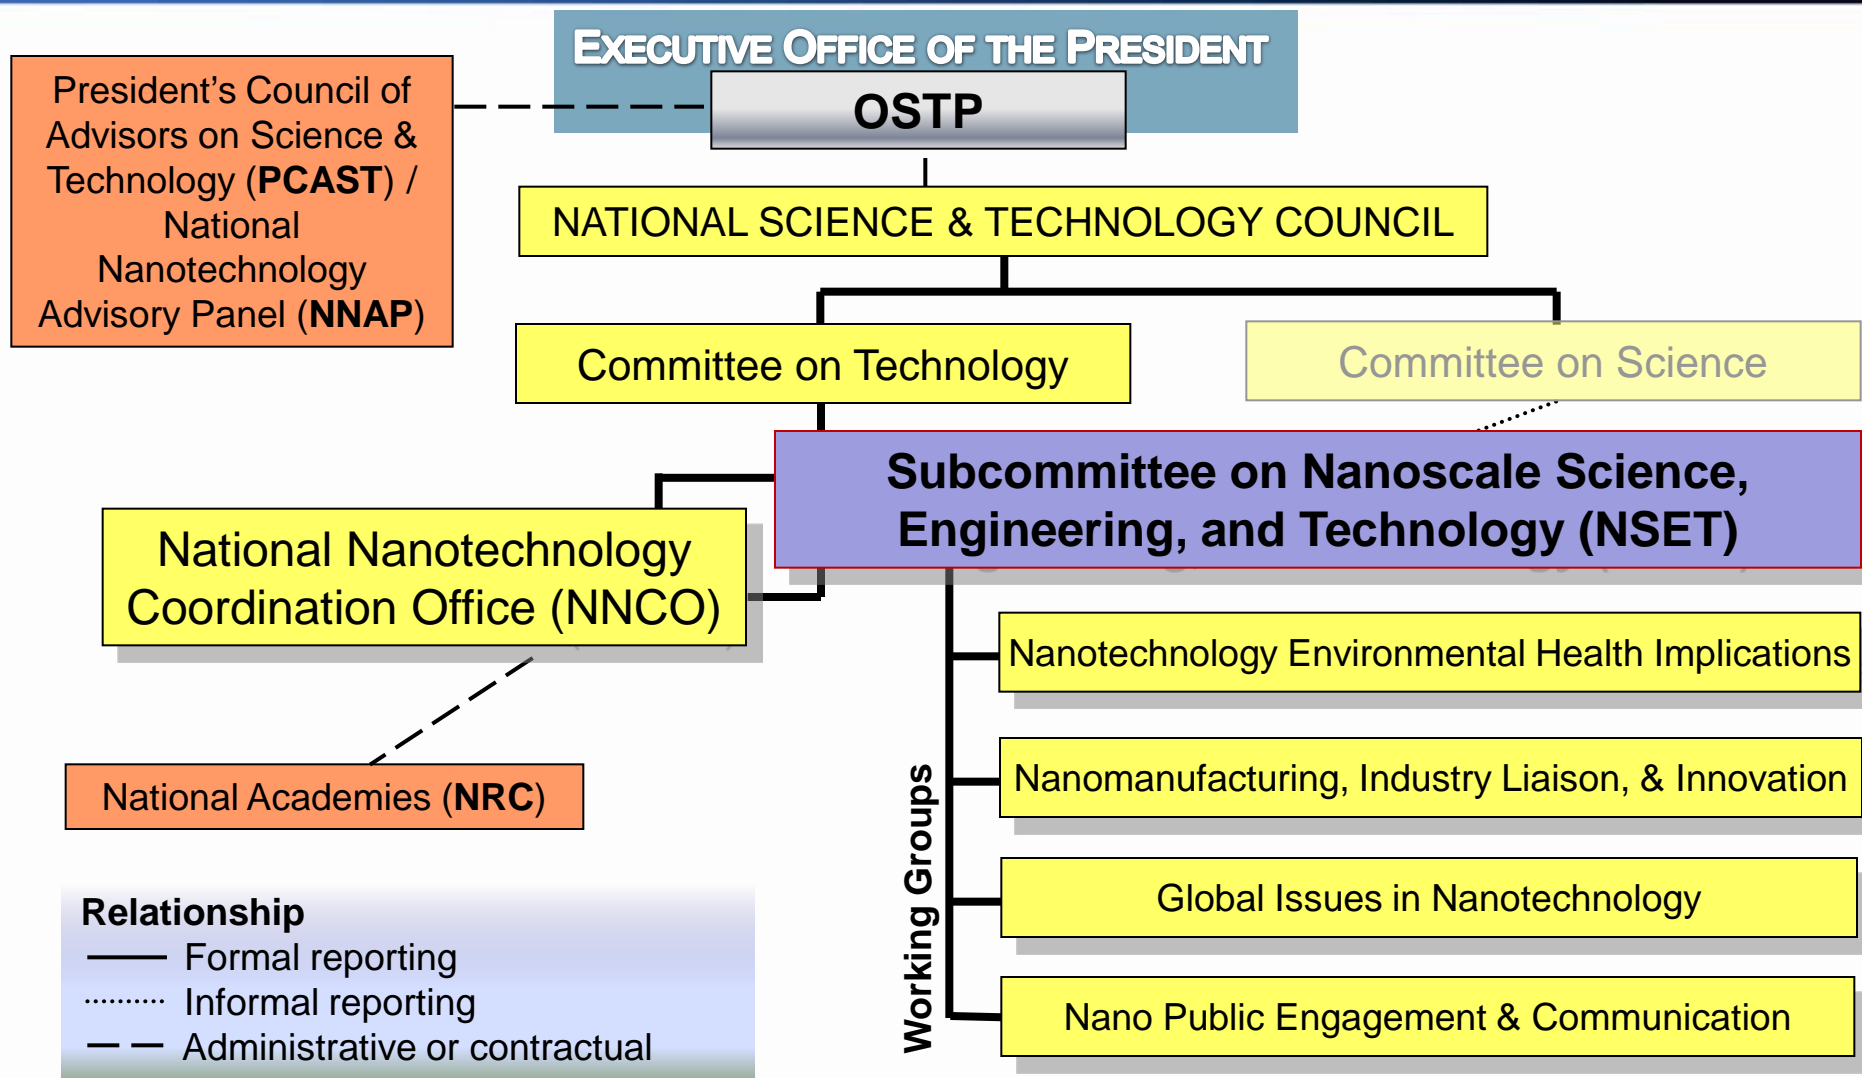 EXECUTIVE OFFICE OF THE PRESIDENT
OSTP
President’s Council of
Advisors on Science &
Technology (PCAST) /
National
Nanotechnology
Advisory Panel (NNAP)
NATIONAL SCIENCE & TECHNOLOGY COUNCIL
Committee on Technology
Committee on Science
Subcommittee on Nanoscale Science,
Engineering, and Technology (NSET)
National Nanotechnology
Coordination Office (NNCO)
National Academies (NRC)
Working Groups
Nanotechnology Environmental Health Implications
Nanomanufacturing, Industry Liaison, & Innovation
Global Issues in Nanotechnology
Nano Public Engagement & Communication
Relationship
Formal reporting
Informal reporting
Administrative or contractual